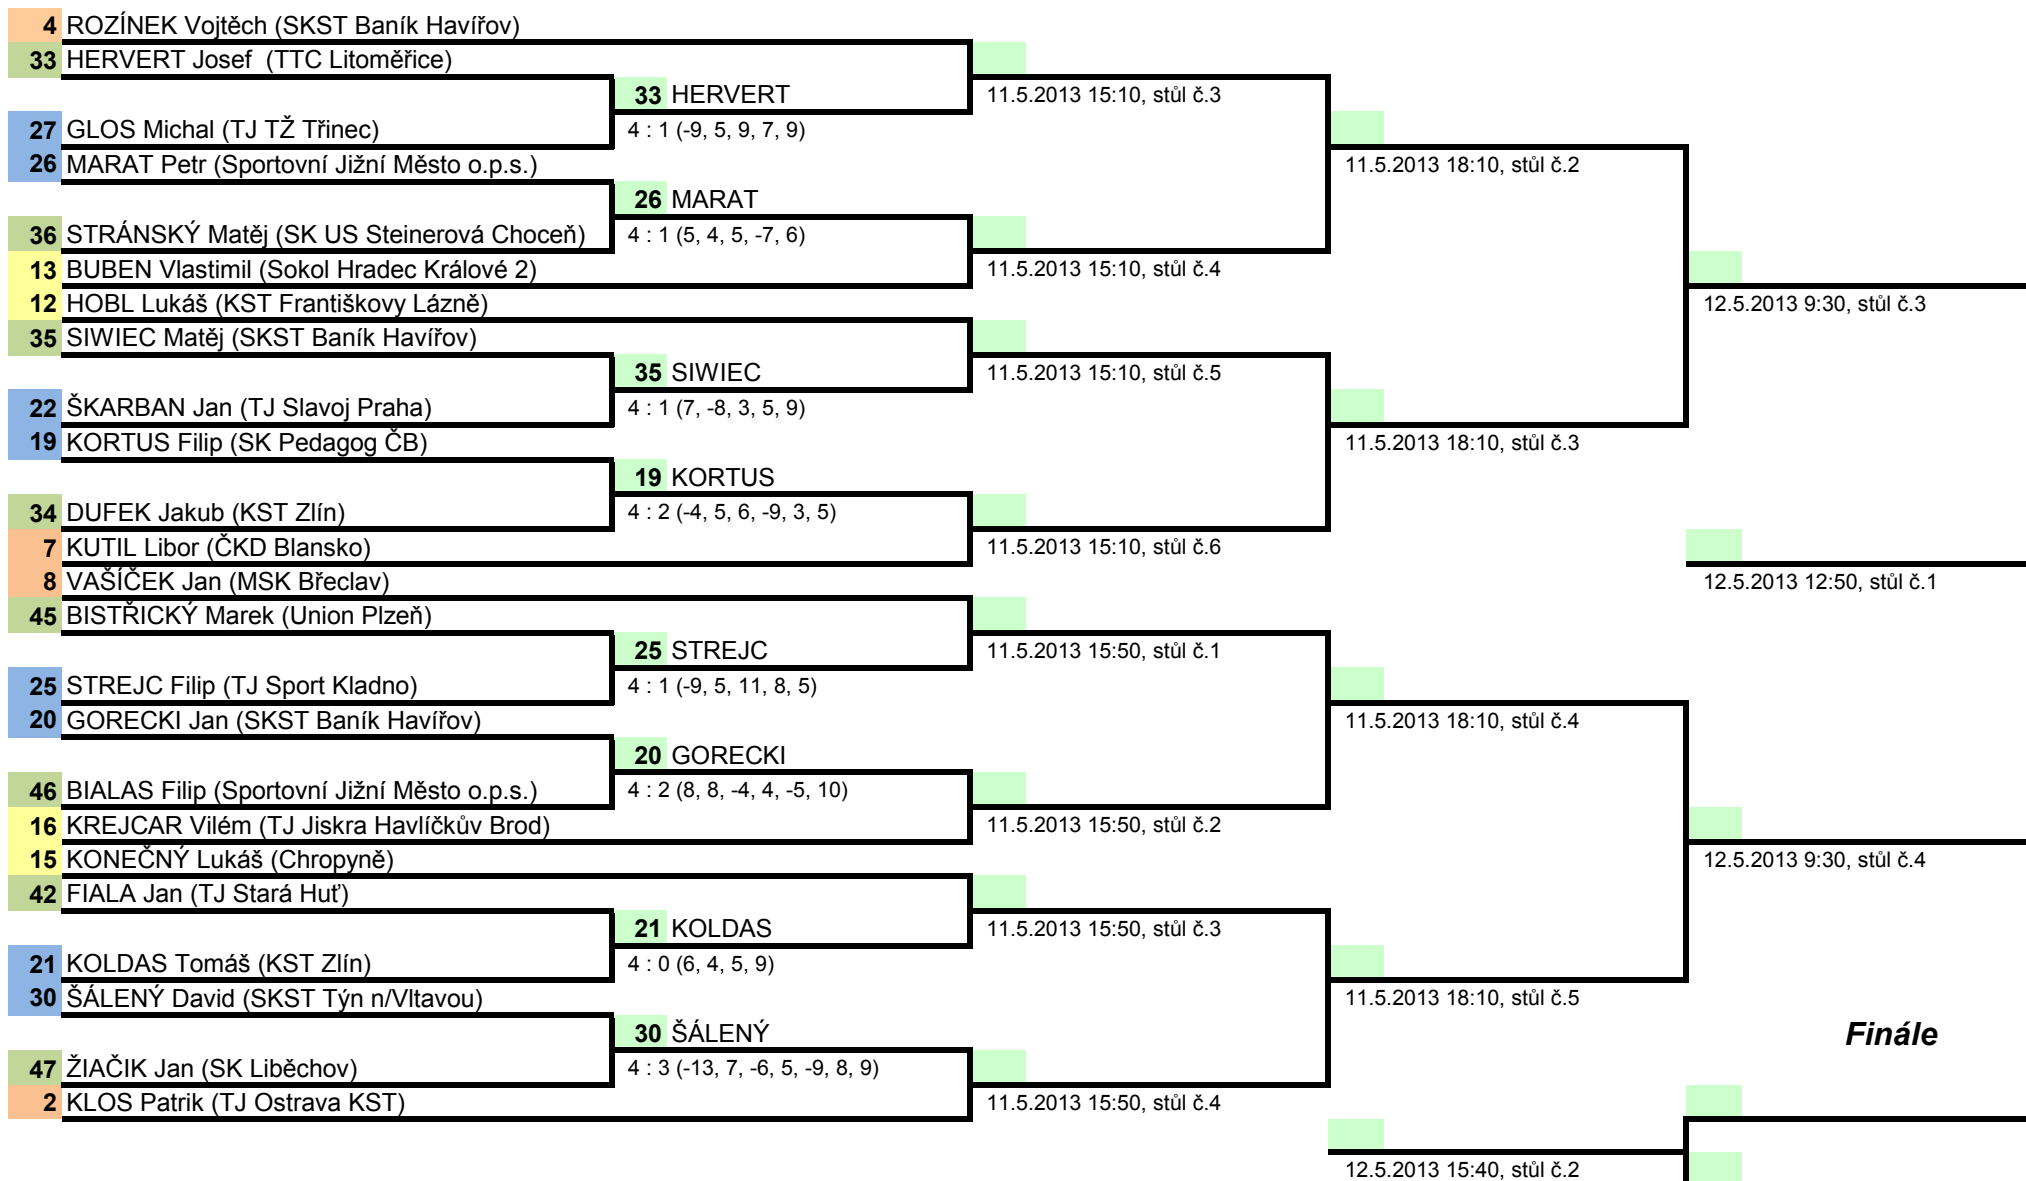 4 ROZÍNEK Vojtěch (SKST Baník Havířov)
33 HERVERT Josef (TTC Litoměřice)
33 HERVERT
11.5.2013 15:10, stůl č.3
27 GLOS Michal (TJ TŽ Třinec)
4 : 1 (-9, 5, 9, 7, 9)
26 MARAT Petr (Sportovní Jižní Město o.p.s.)
11.5.2013 18:10, stůl č.2
26 MARAT
36 STRÁNSKÝ Matěj (SK US Steinerová Choceň)
4 : 1 (5, 4, 5, -7, 6)
13 BUBEN Vlastimil (Sokol Hradec Králové 2)
11.5.2013 15:10, stůl č.4
12 HOBL Lukáš (KST Františkovy Lázně)
12.5.2013 9:30, stůl č.3
35 SIWIEC Matěj (SKST Baník Havířov)
35 SIWIEC
11.5.2013 15:10, stůl č.5
22 ŠKARBAN Jan (TJ Slavoj Praha)
4 : 1 (7, -8, 3, 5, 9)
19 KORTUS Filip (SK Pedagog ČB)
11.5.2013 18:10, stůl č.3
19 KORTUS
34 DUFEK Jakub (KST Zlín)
4 : 2 (-4, 5, 6, -9, 3, 5)
7 KUTIL Libor (ČKD Blansko)
11.5.2013 15:10, stůl č.6
8 VAŠÍČEK Jan (MSK Břeclav)
12.5.2013 12:50, stůl č.1
45 BISTŘICKÝ Marek (Union Plzeň)
25 STREJC
11.5.2013 15:50, stůl č.1
25 STREJC Filip (TJ Sport Kladno)
4 : 1 (-9, 5, 11, 8, 5)
20 GORECKI Jan (SKST Baník Havířov)
11.5.2013 18:10, stůl č.4
20 GORECKI
46 BIALAS Filip (Sportovní Jižní Město o.p.s.)
4 : 2 (8, 8, -4, 4, -5, 10)
16 KREJCAR Vilém (TJ Jiskra Havlíčkův Brod)
11.5.2013 15:50, stůl č.2
15 KONEČNÝ Lukáš (Chropyně)
12.5.2013 9:30, stůl č.4
42 FIALA Jan (TJ Stará Huť)
21 KOLDAS
11.5.2013 15:50, stůl č.3
21 KOLDAS Tomáš (KST Zlín)
4 : 0 (6, 4, 5, 9)
30 ŠÁLENÝ David (SKST Týn n/Vltavou)
11.5.2013 18:10, stůl č.5
30 ŠÁLENÝ
Finále
47 ŽIAČIK Jan (SK Liběchov)
4 : 3 (-13, 7, -6, 5, -9, 8, 9)
2 KLOS Patrik (TJ Ostrava KST)
11.5.2013 15:50, stůl č.4
12.5.2013 15:40, stůl č.2